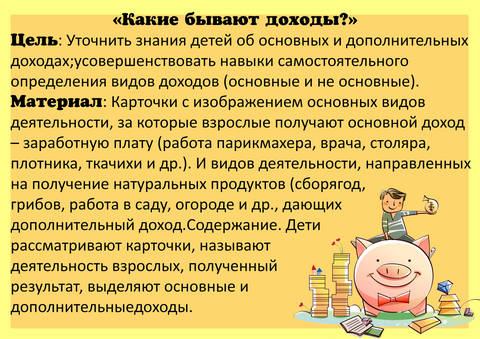 «Какие бывают доходы?»
Цель: Уточнить знания детей об основных и дополнительных
доходах;усовершенствовать навыки самостоятельного
определения видов доходов (основные и не основные).
Материал: Карточки с изображением основных видов
деятельности, за которые взрослые получают основной доход
– заработную плату (работа парикмахера, врача, столяра,
плотника, ткачихи и др.). И видов деятельности, направленных
на получение натуральных продуктов (сборягод,
грибов, работа в саду, огороде и др., дающих
дополнительный доход.Содержание. Дети
рассматривают карточки, называют
деятельность взрослых, полученный
результат, выделяют основные и
дополнительныедоходы.